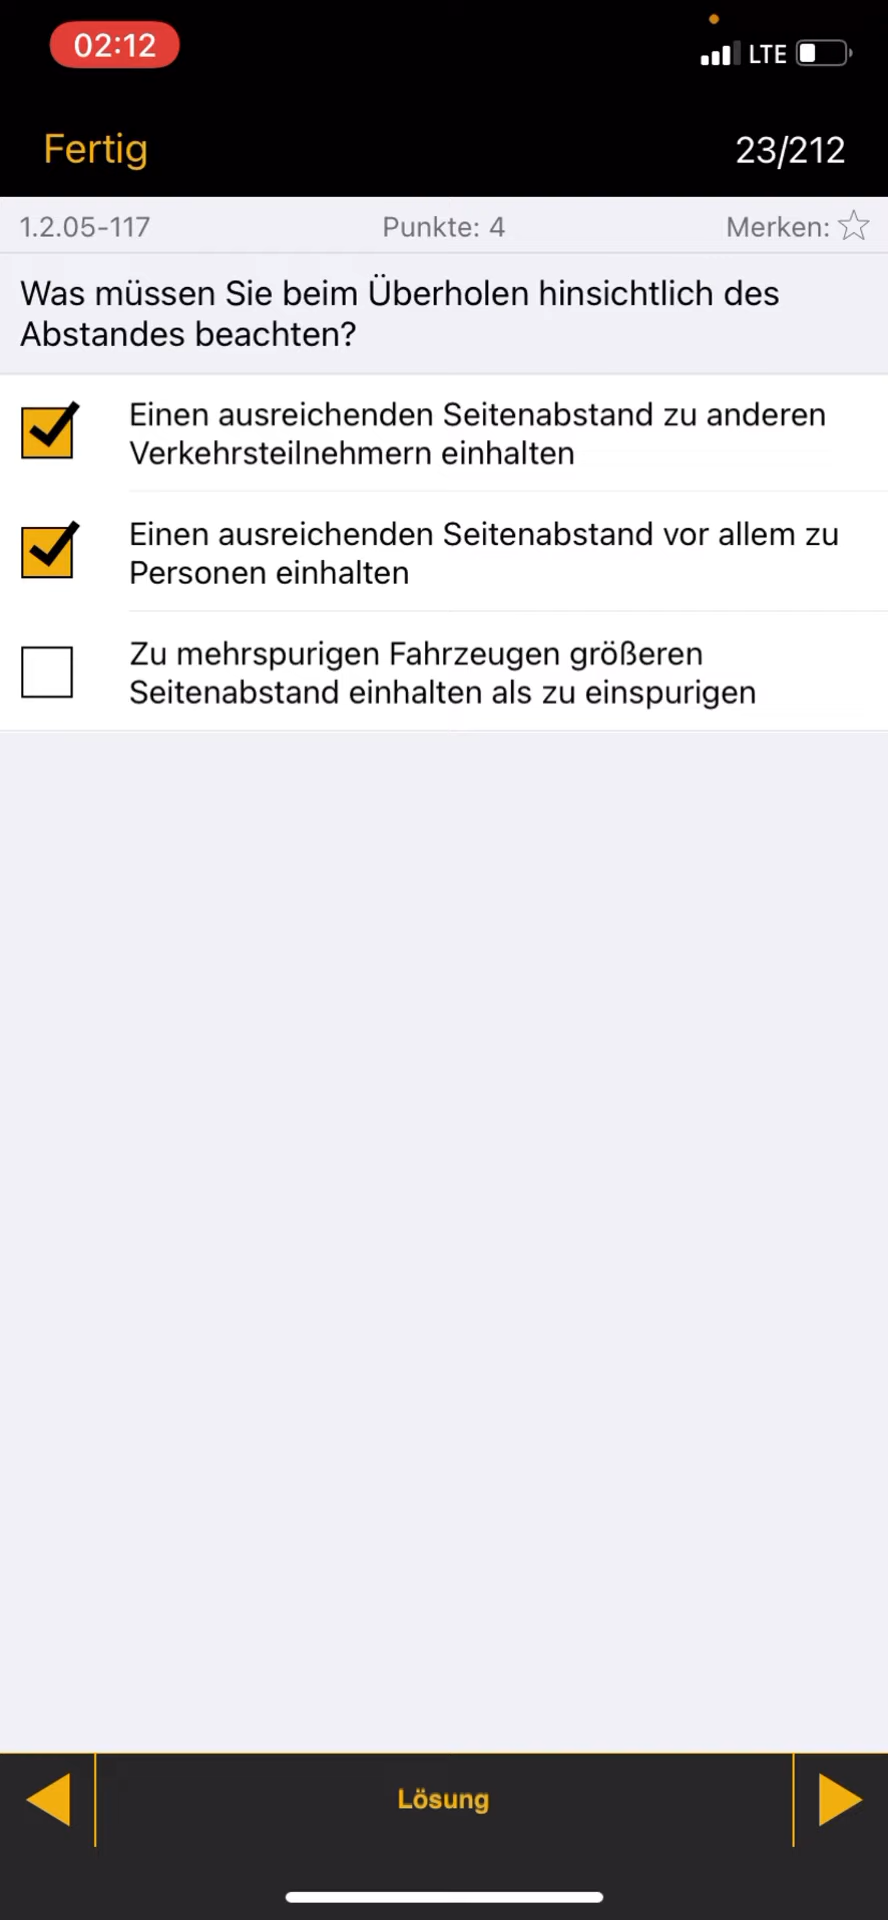 02:12
LTE
Fertig
23/212
1.2.05-117
Punkte: 4
Merken:
Was müssen Sie beim Überholen hinsichtlich des
Abstandes beachten?
Einen ausreichenden Seitenabstand zu anderen
Verkehrsteilnehmern einhalten
Einen ausreichenden Seitenabstand vor allem zu
Personen einhalten
Zu mehrspurigen Fahrzeugen größeren
Seitenabstand einhalten als zu einspurigen
Lösung